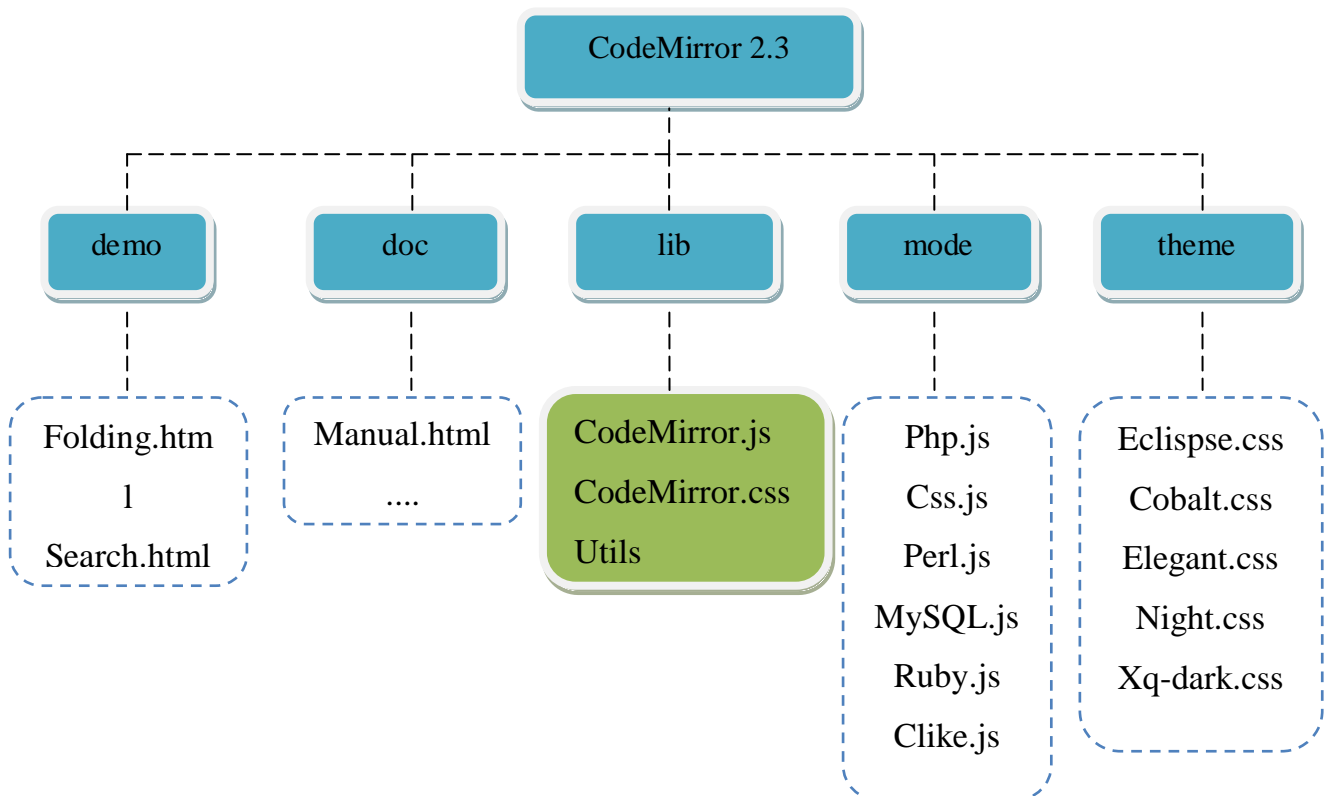 CodeMirror 2.3
demo
doc
lib
mode
theme
Folding.htm
l
Search.html
Manual.html
....
CodeMirror.js
CodeMirror.css
Utils
Php.js
Css.js
Perl.js
MySQL.js
Ruby.js
Clike.js
Eclispse.css
Cobalt.css
Elegant.css
Night.css
Xq-dark.css